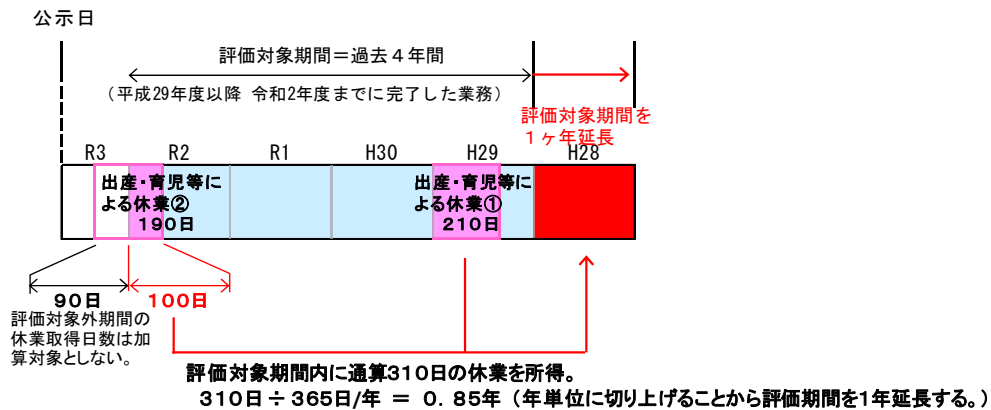 公示日
評価対象期間＝過去４年間
（平成29年度以降 令和2年度までに完了した業務）
評価対象期間を
１ヶ年延長
R3 R2 R1 H30 H29 H28
出産・育児等に
よる休業②
１９０日
出産・育児等に
よる休業①
２１０日
９０日
１００日
評価対象外期間の
休業取得日数は加
算対象としない。
評価対象期間内に通算310日の休業を所得。
310日÷365日/年 ＝ ０．８５年（年単位に切り上げることから評価期間を1年延長する。）